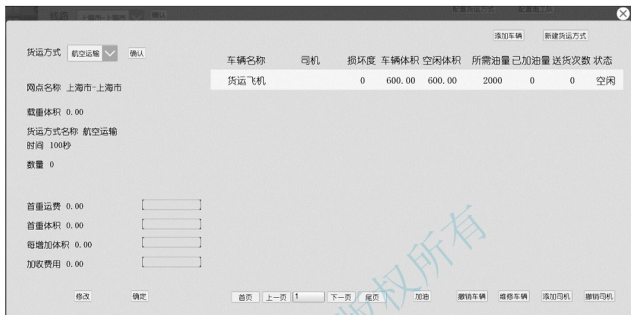 添加车辆 新建货运方式
货运方式 航空运输 确认
车辆名称 司机 损坏度 车辆体积 空闲体积 所需油量 已加油量 送货次数 状态
货运飞机 0 600.00 600.00 2000 0 0 空闲
网点名称 上海市-上海市
载重体积 0.00
货运方式名称 航空运输
时间 100秒
数量 0
首重运费 0.00
首重体积 0.00
每增加体积 0.00
加收费用 0.00
修改 确定 首页 上一页 1 下一页 尾页 加油 撤销车辆 维修车辆 添加司机 撤销司机
版权所有